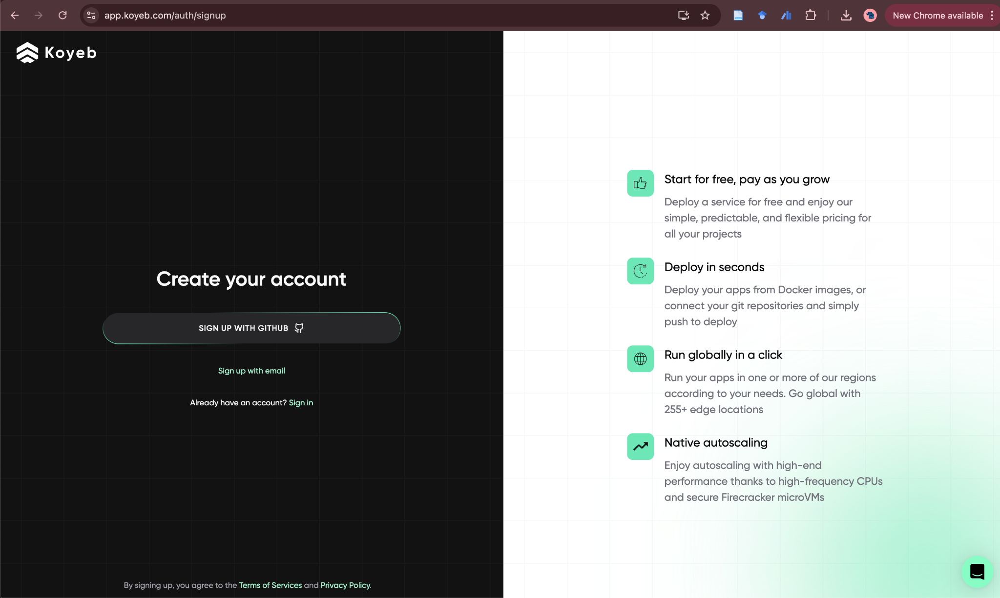 app.koyeb.com/auth/signup
New Chrome available
Koyeb
Create your account
SIGN UP WITH GITHUB
Sign up with email
Already have an account? Sign in
By signing up, you agree to the Terms of Services and Privacy Policy.
Start for free, pay as you grow
Deploy a service for free and enjoy our
simple, predictable, and flexible pricing for
all your projects
Deploy in seconds
Deploy your apps from Docker images, or
connect your git repositories and simply
push to deploy
Run globally in a click
Run your apps in one or more of our regions
according to your needs. Go global with
255+ edge locations
Native autoscaling
Enjoy autoscaling with high-end
performance thanks to high-frequency CPUs
and secure Firecracker microVMs